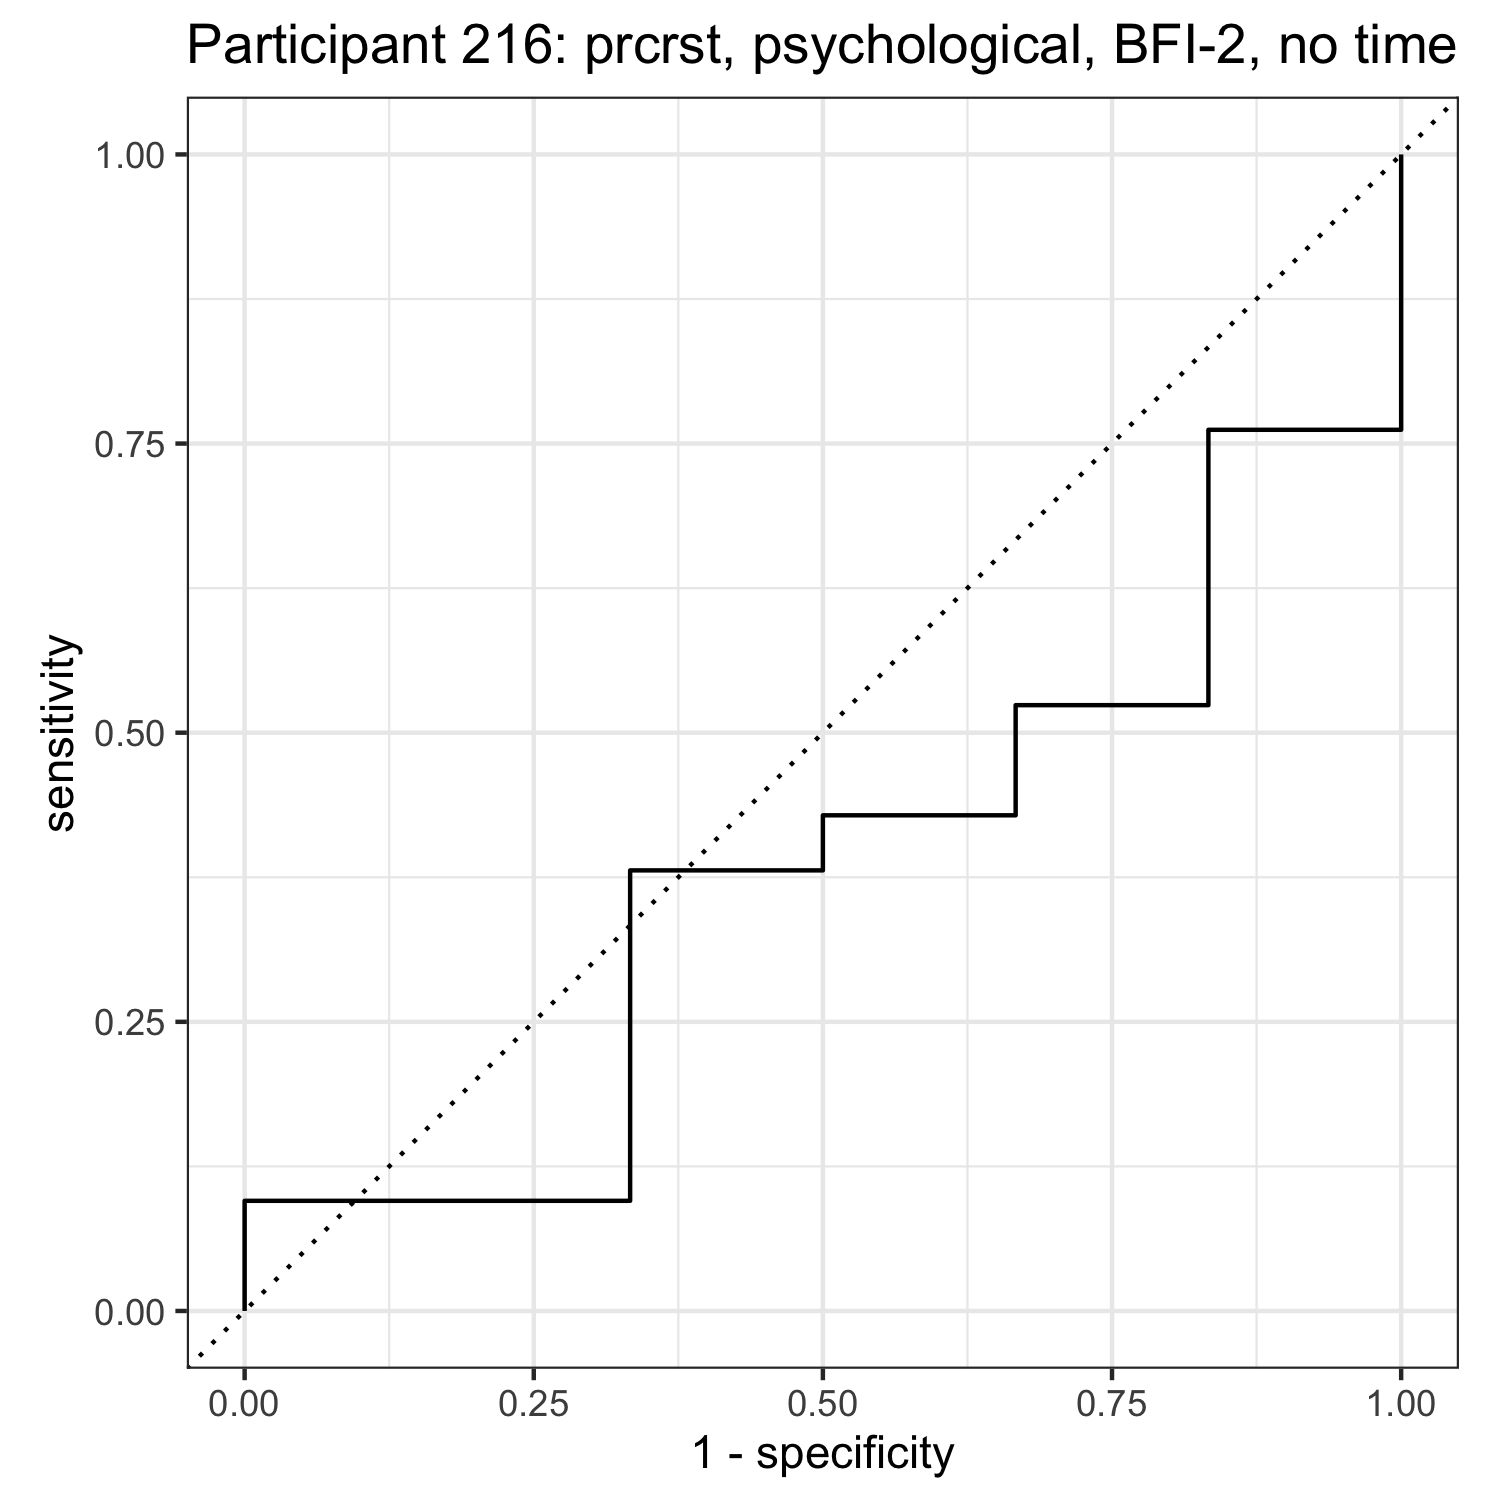 Participant 216: prcrst, psychological, BFI-2, no time
1.00
0.75
0.50
0.25
0.00
sensitivity
0.00 0.25 0.50 0.75 1.00
1 - specificity